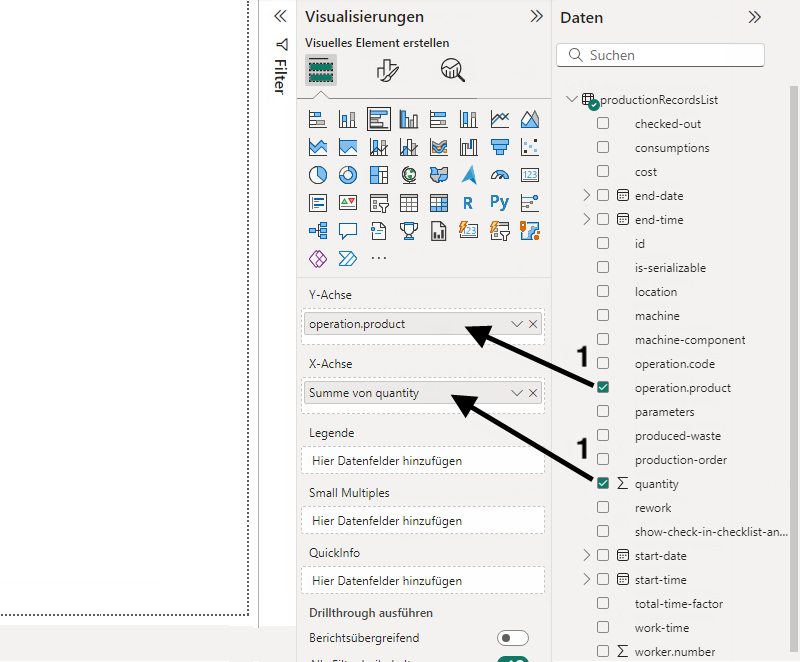 Visualisierungen
Visuelles Element erstellen
Filter
123
R
Py
123
...
Y-Achse
operation.product
X-Achse
Summe von quantity
Legende
Hier Datenfelder hinzufügen
Small Multiples
Hier Datenfelder hinzufügen
QuickInfo
Hier Datenfelder hinzufügen
Drillthrough ausführen
Berichtsübergreifend
Daten
Suchen
productionRecordsList
checked-out
consumptions
cost
end-date
end-time
id
is-serializable
location
machine
machine-component
operation.code
1
operation.product
parameters
produced-waste
1
production-order
quantity
rework
show-check-in-checklist-an...
start-date
start-time
total-time-factor
work-time
worker.number